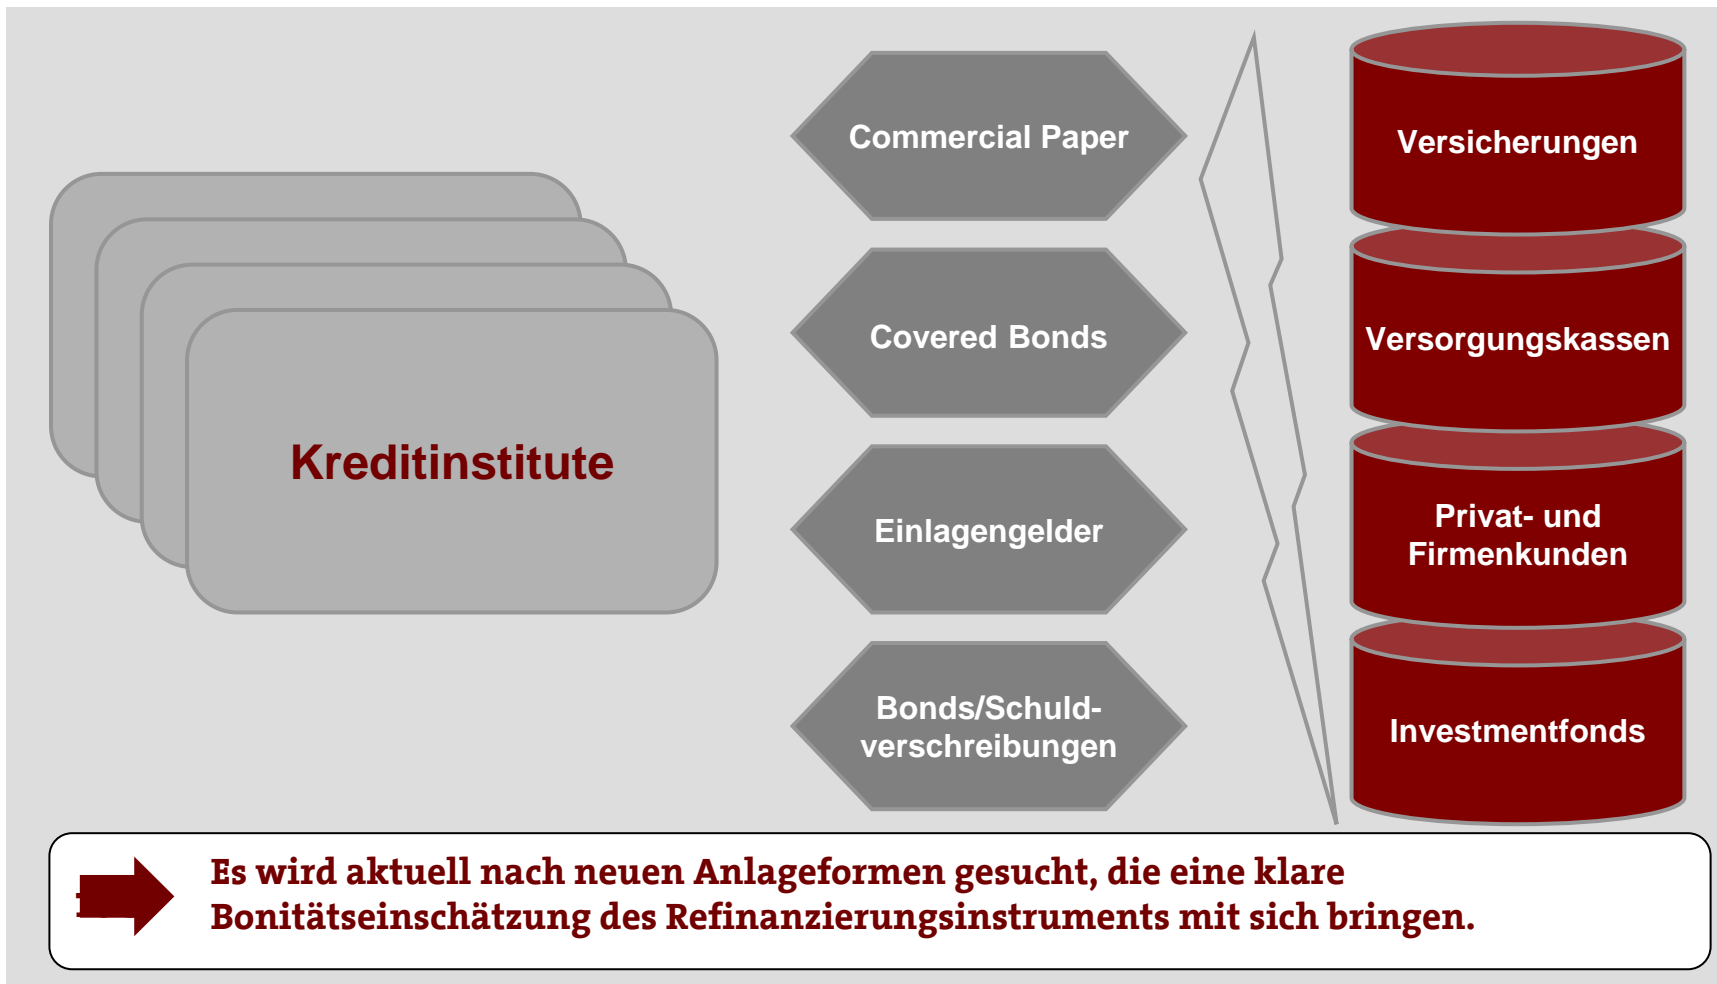 Kreditinstitute
Commercial Paper
Covered Bonds
Einlagengelder
Bonds/Schuld-
verschreibungen
Versicherungen
Versorgungskassen
Privat- und
Firmenkunden
Investmentfonds
Es wird aktuell nach neuen Anlageformen gesucht, die eine klare
Bonitätseinschätzung des Refinanzierungsinstruments mit sich bringen.